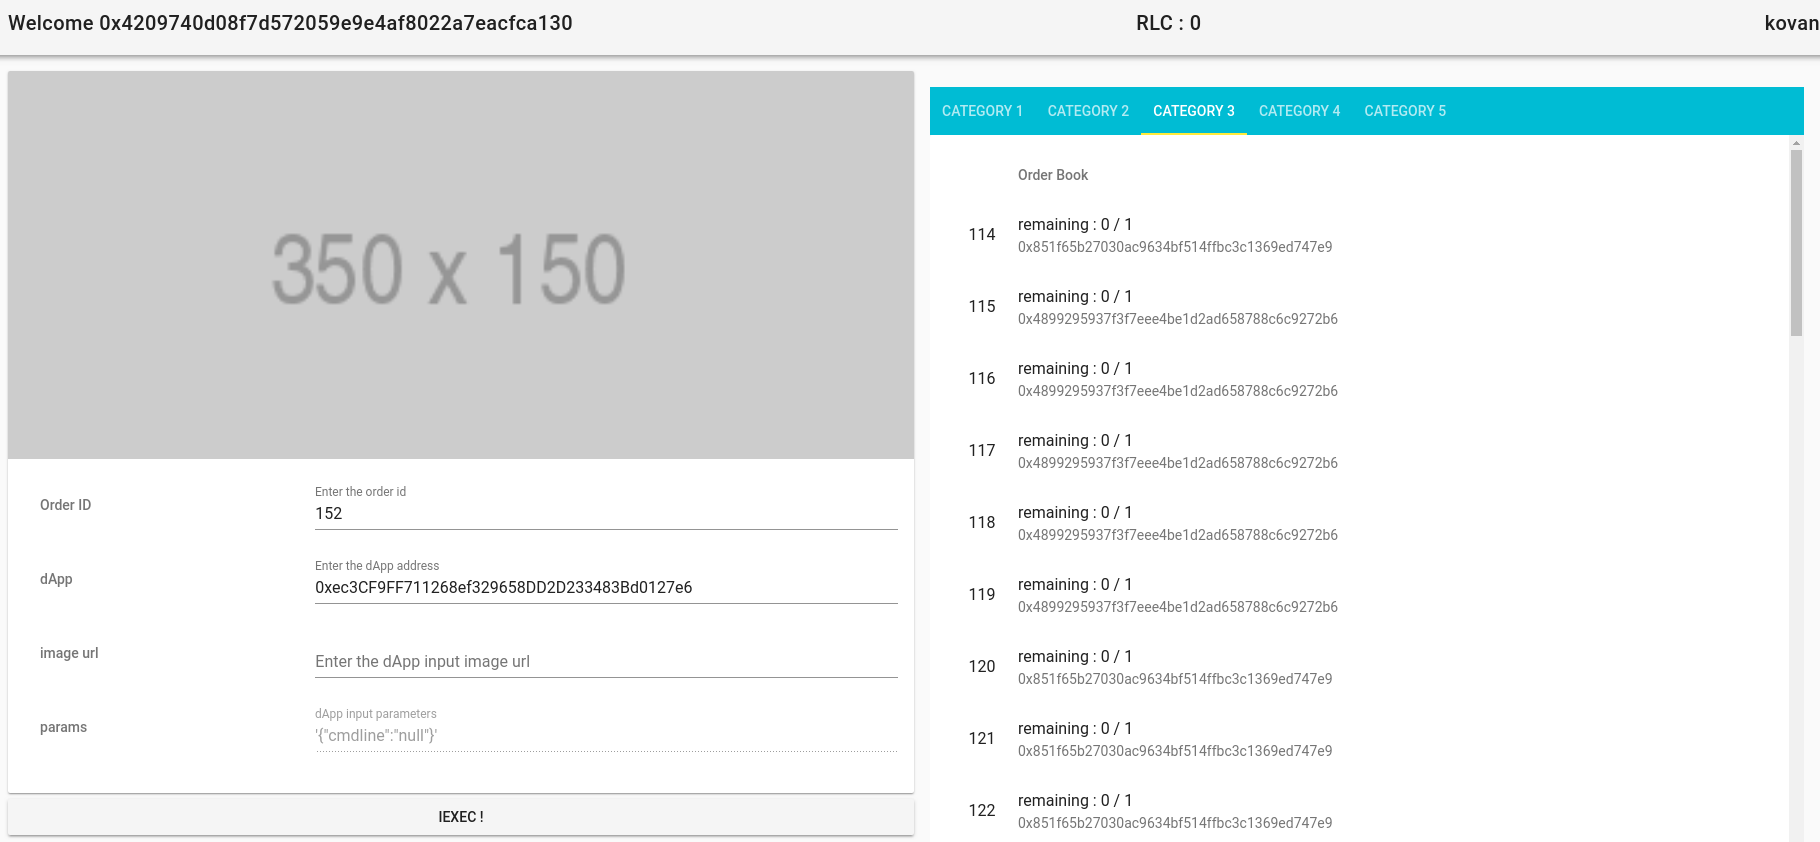 Welcome 0x4209740d08f7d572059e9e4af8022a7eacfca130 RLC : 0 kovan
350 x 150
Order ID
Enter the order id
152
dApp
Enter the dApp address
0xec3CF9FF711268ef329658DD2D233483Bd0127e6
image url
Enter the dApp input image url
params
dApp input parameters
'{"cmdline":"null"}'
IEXEC !
CATEGORY 1 CATEGORY 2 CATEGORY 3 CATEGORY 4 CATEGORY 5
Order Book
114
remaining : 0 / 1
0x851f65b27030ac9634bf514ffbc3c1369ed747e9
115
remaining : 0 / 1
0x4899295937f3f7eee4be1d2ad658788c6c9272b6
116
remaining : 0 / 1
0x4899295937f3f7eee4be1d2ad658788c6c9272b6
117
remaining : 0 / 1
0x4899295937f3f7eee4be1d2ad658788c6c9272b6
118
remaining : 0 / 1
0x4899295937f3f7eee4be1d2ad658788c6c9272b6
119
remaining : 0 / 1
0x4899295937f3f7eee4be1d2ad658788c6c9272b6
120
remaining : 0 / 1
0x851f65b27030ac9634bf514ffbc3c1369ed747e9
121
remaining : 0 / 1
0x851f65b27030ac9634bf514ffbc3c1369ed747e9
122
remaining : 0 / 1
0x851f65b27030ac9634bf514ffbc3c1369ed747e9